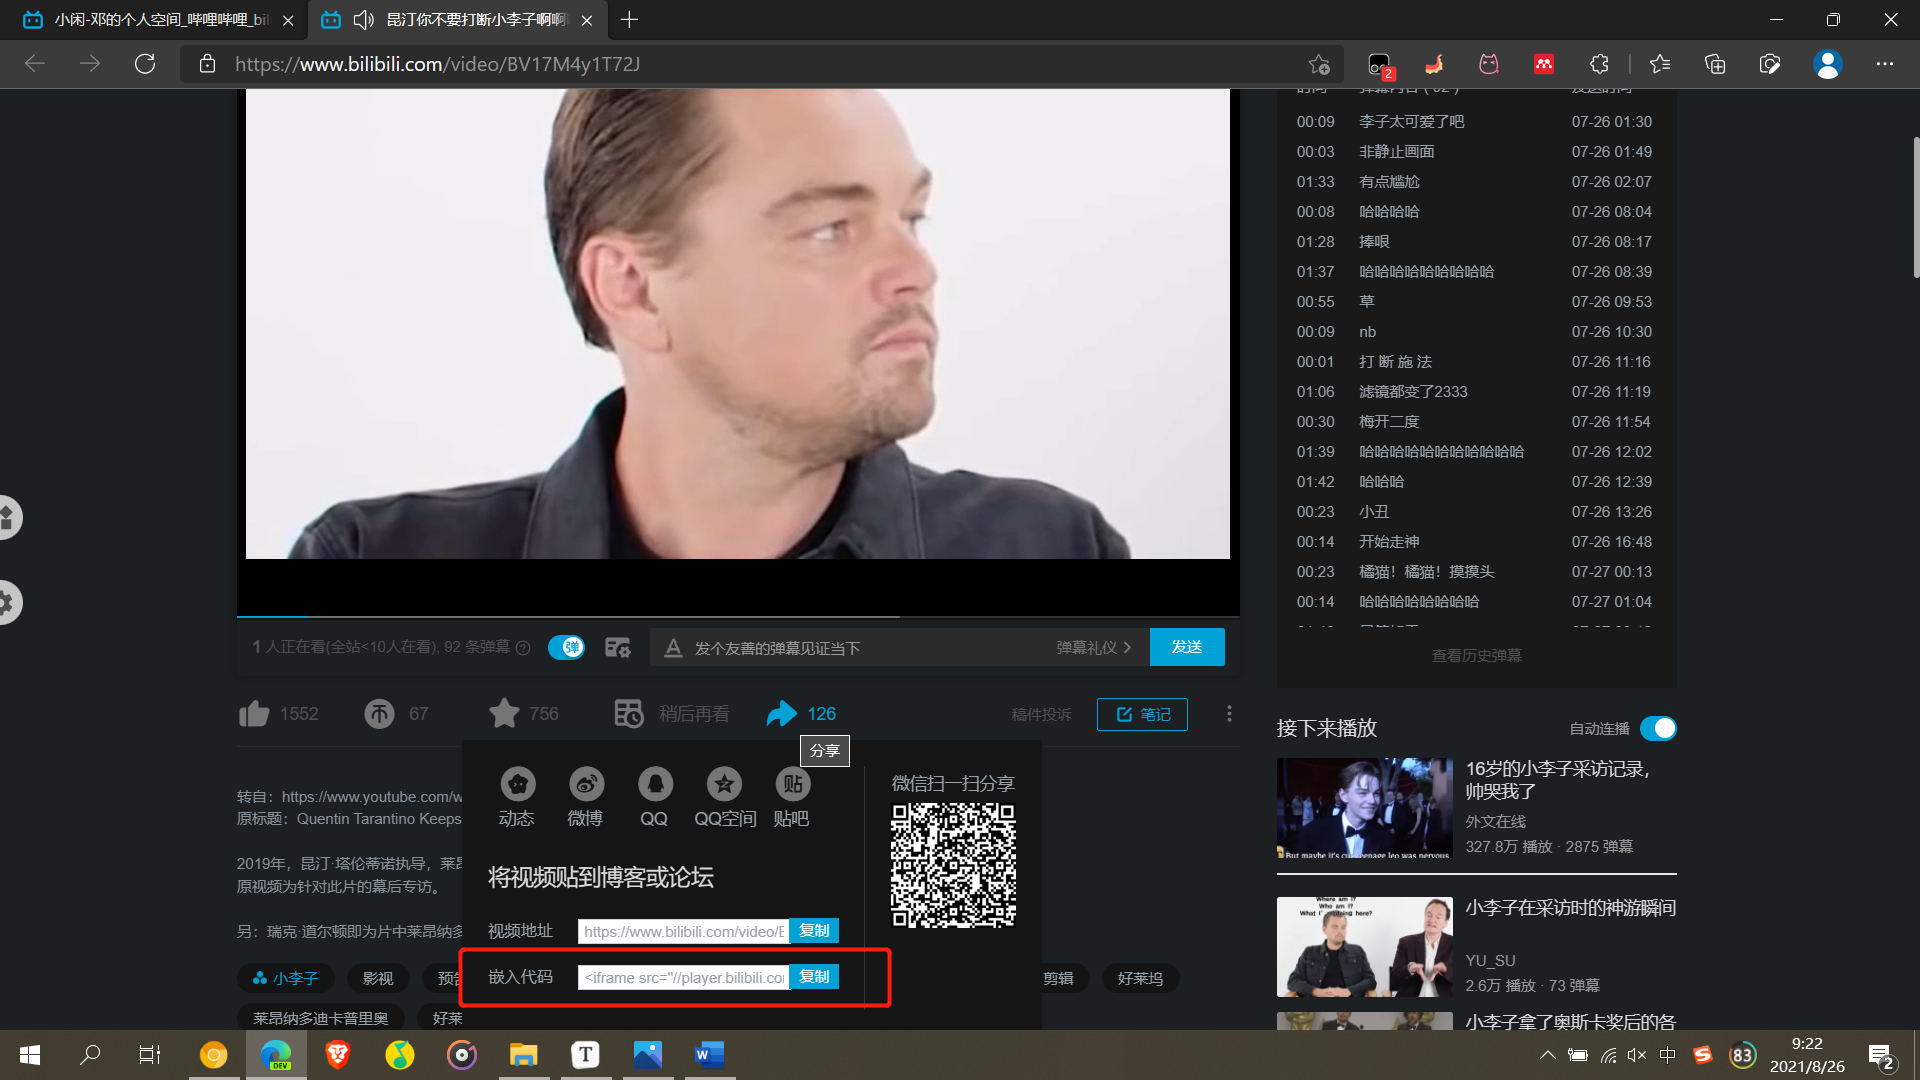 小闲-邓的个人空间_哔哩哔哩_bil
昆汀你不要打断小李子啊啊
https://www.bilibili.com/video/BV17M4y1T72J
2
00:09 李子太可爱了吧 07-26 01:30
00:03 非静止画面 07-26 01:49
01:33 有点尴尬 07-26 02:07
00:08 哈哈哈哈 07-26 08:04
01:28 捧哏 07-26 08:17
01:37 哈哈哈哈哈哈哈哈哈 07-26 08:39
00:55 草 07-26 09:53
00:09 nb 07-26 10:30
00:01 打 断 施 法 07-26 11:16
01:06 滤镜都变了2333 07-26 11:19
00:30 梅开二度 07-26 11:54
01:39 哈哈哈哈哈哈哈哈哈哈哈 07-26 12:02
01:42 哈哈哈 07-26 12:39
00:23 小丑 07-26 13:26
00:14 开始走神 07-26 16:48
00:23 橘猫！橘猫！摸摸头 07-27 00:13
00:14 哈哈哈哈哈哈哈哈 07-27 01:04
查看历史弹幕
1 人正在看(全站<10人在看), 92 条弹幕
弹
A 发个友善的弹幕见证当下 弹幕礼仪 发送
1552 币 67 756 稍后再看 126 稿件投诉 笔记
分享
接下来播放 自动连播
转自：https://www.youtube.com/w
原标题：Quentin Tarantino Keeps
2019年，昆汀·塔伦蒂诺执导，莱昂
原视频为针对此片的幕后专访。
另：瑞克·道尔顿即为片中莱昂纳多
动态 微博 QQ QQ空间 贴 贴吧
微信扫一扫分享
将视频贴到博客或论坛
视频地址 https://www.bilibili.com/video/B 复制
嵌入代码 <iframe src="//player.bilibili.co 复制
小李子 影视 预告 剪辑 好莱坞
莱昂纳多迪卡普里奥 好莱
16岁的小李子采访记录，
帅哭我了
外文在线
327.8万 播放 · 2875 弹幕
But maybe it's cuz teenage leo was nervous
Where am i?
Who am i?
What I'm doing here?
小李子在采访时的神游瞬间
YU_SU
2.6万 播放 · 73 弹幕
小李子拿了奥斯卡奖后的各
DEV
T
W
中
S
83
9:22
2021/8/26
2